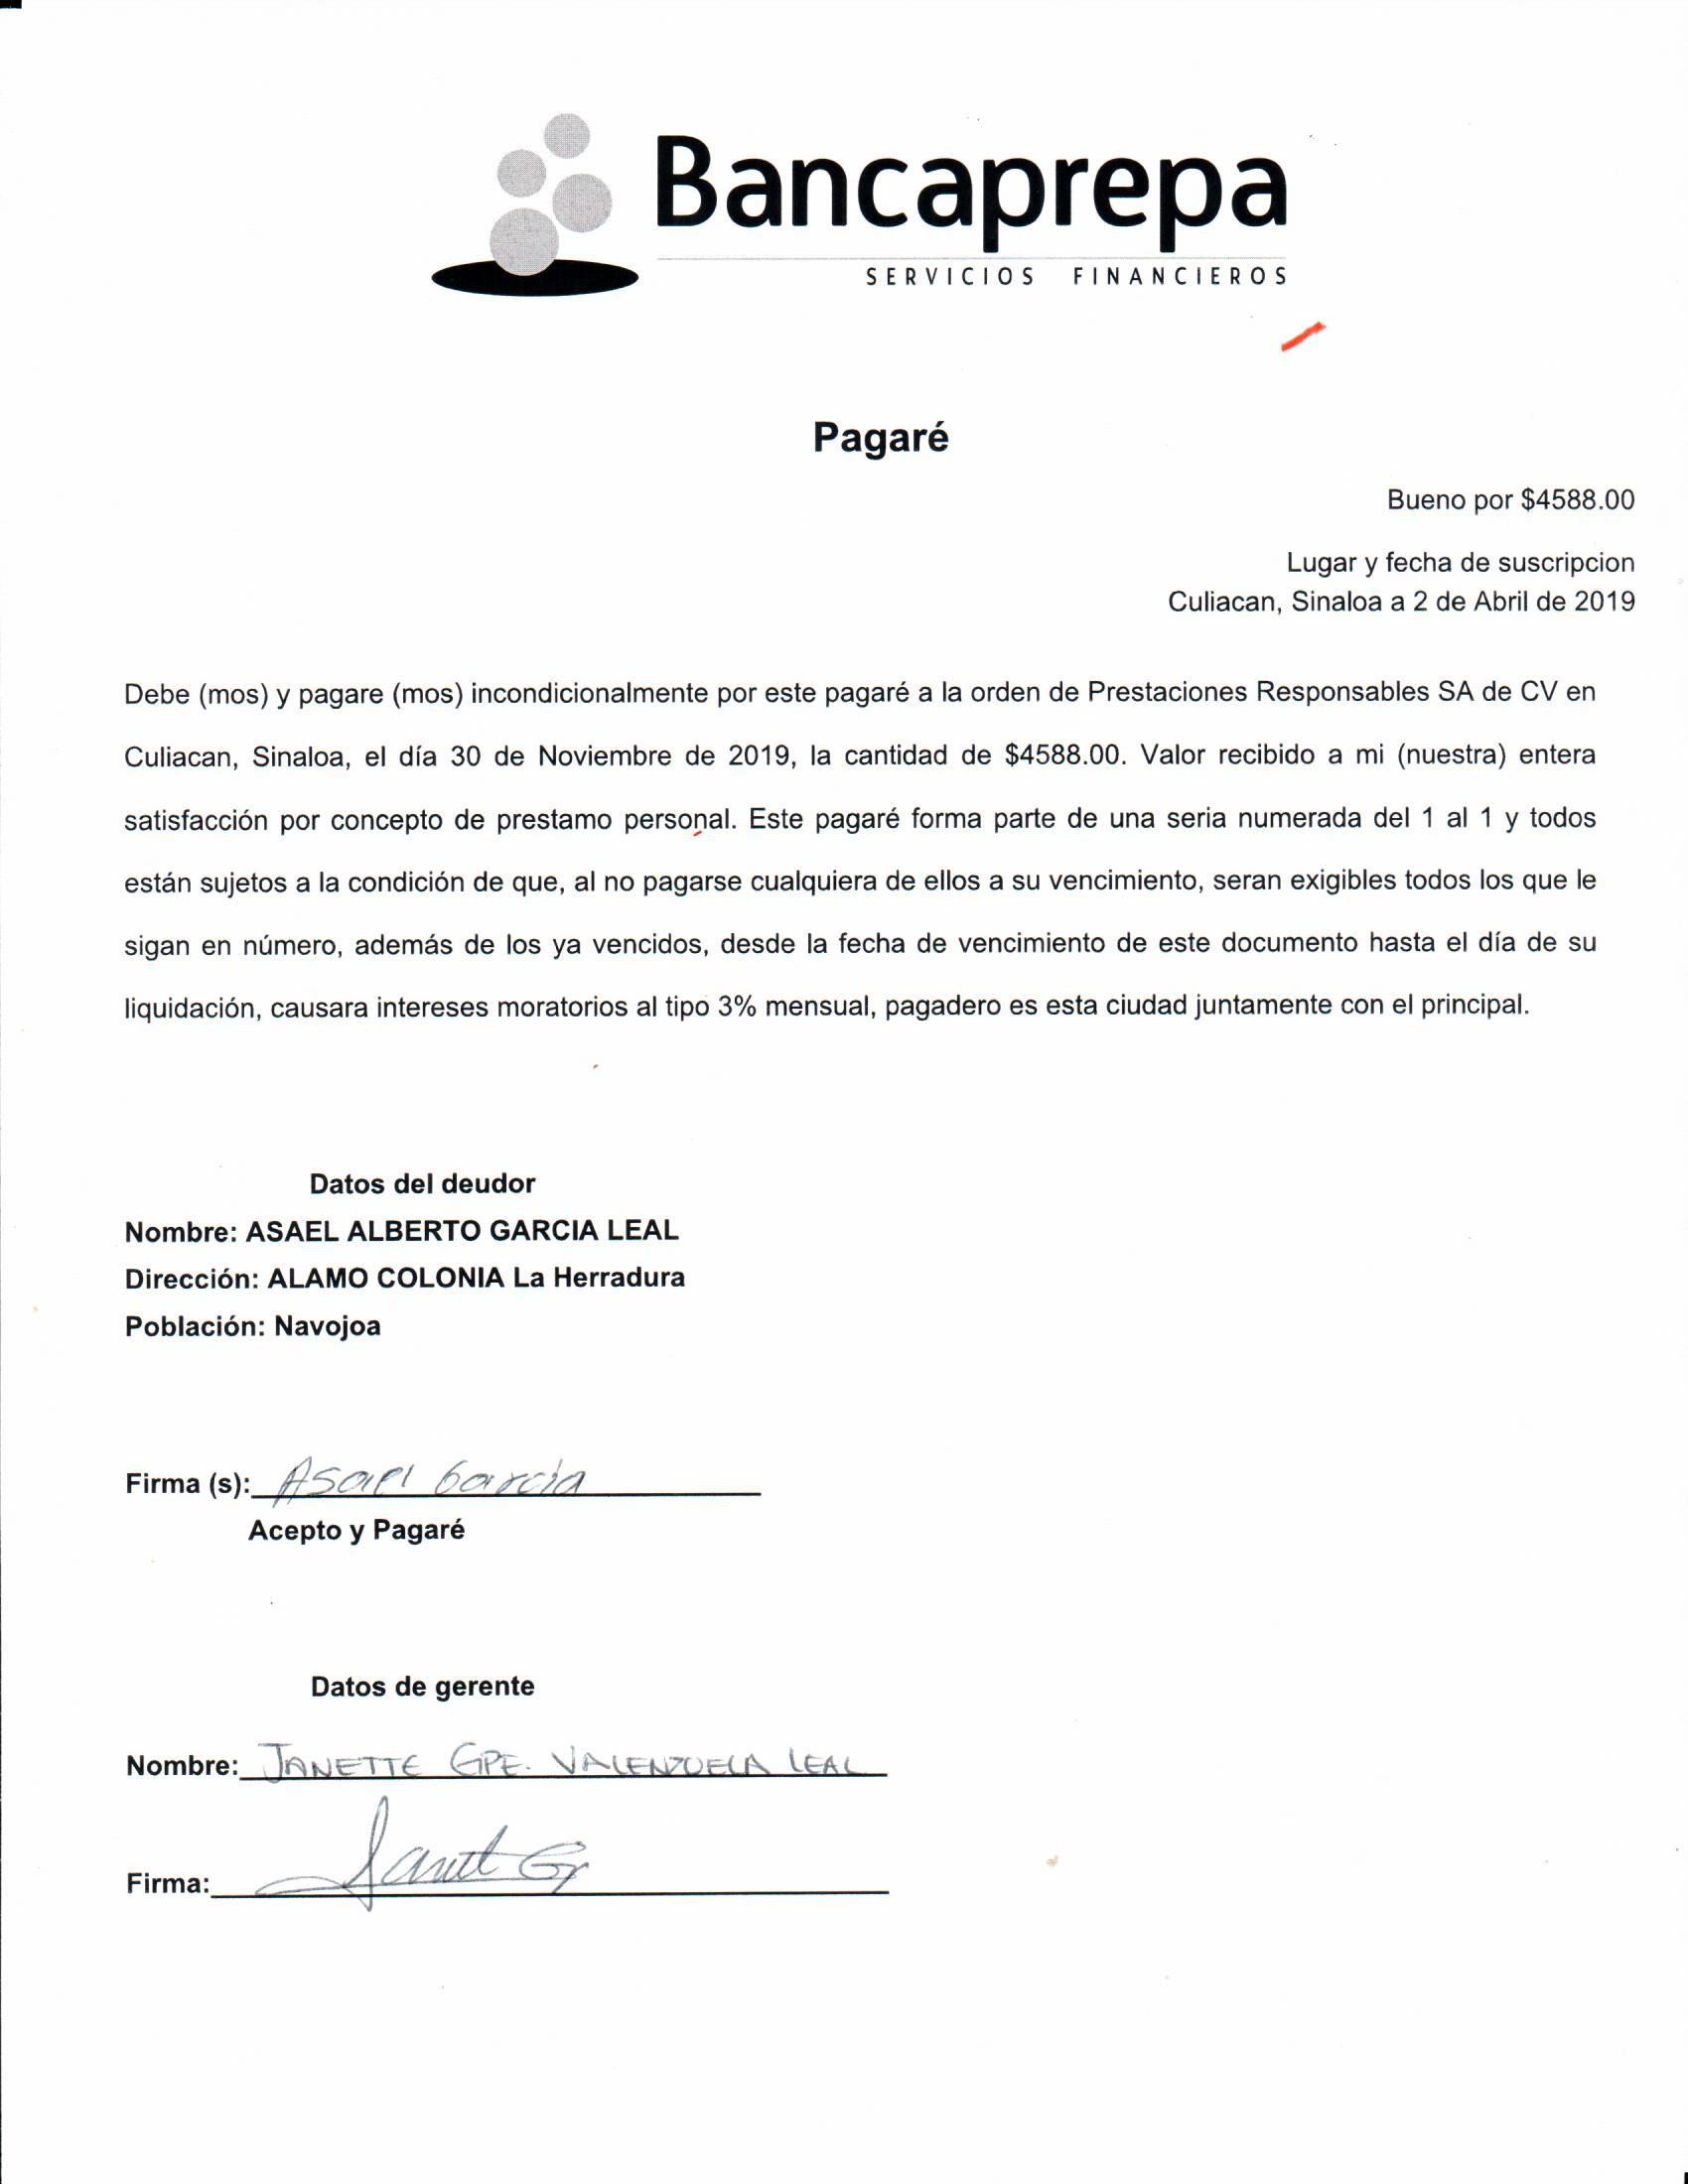 Bancaprepa
SERVICIOS FINANCIEROS
Pagaré
Bueno por $4588.00
Lugar y fecha de suscripcion
Culiacan, Sinaloa a 2 de Abril de 2019
Debe (mos) y pagare (mos) incondicionalmente por este pagaré a la orden de Prestaciones Responsables SA de CV en
Culiacan, Sinaloa, el día 30 de Noviembre de 2019, la cantidad de $4588.00. Valor recibido a mi (nuestra) entera
satisfacción por concepto de prestamo personal. Este pagaré forma parte de una seria numerada del 1 al 1 y todos
están sujetos a la condición de que, al no pagarse cualquiera de ellos a su vencimiento, seran exigibles todos los que le
sigan en número, además de los ya vencidos, desde la fecha de vencimiento de este documento hasta el día de su
liquidación, causara intereses moratorios al tipo 3% mensual, pagadero es esta ciudad juntamente con el principal.
Datos del deudor
Nombre: ASAEL ALBERTO GARCIA LEAL
Dirección: ALAMO COLONIA La Herradura
Población: Navojoa
Firma (s): Asael Garcia
Acepto y Pagaré
Datos de gerente
Nombre: JANETTE GPE. VALENZUELA LEAL
Firma: